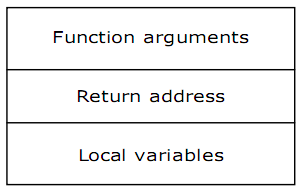 Function arguments
Return address
Local variables